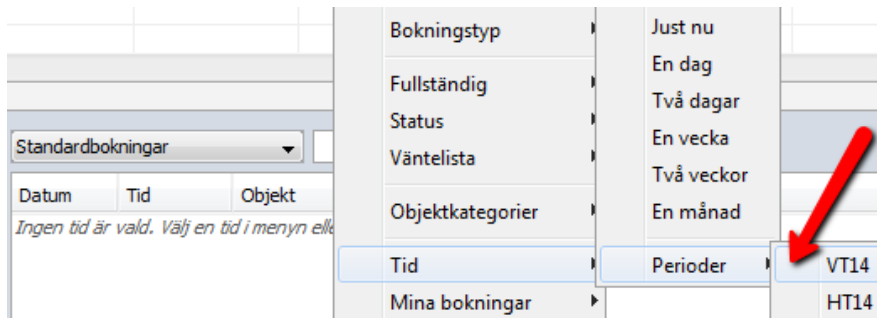 Bokningstyp
Fullständig
Status
Väntelista
Objektkategorier
Tid
Mina bokningar
Just nu
En dag
Två dagar
En vecka
Två veckor
En månad
Perioder
VT14
HT14
Standardbokningar
Datum Tid Objekt
Ingen tid är vald. Välj en tid i menyn